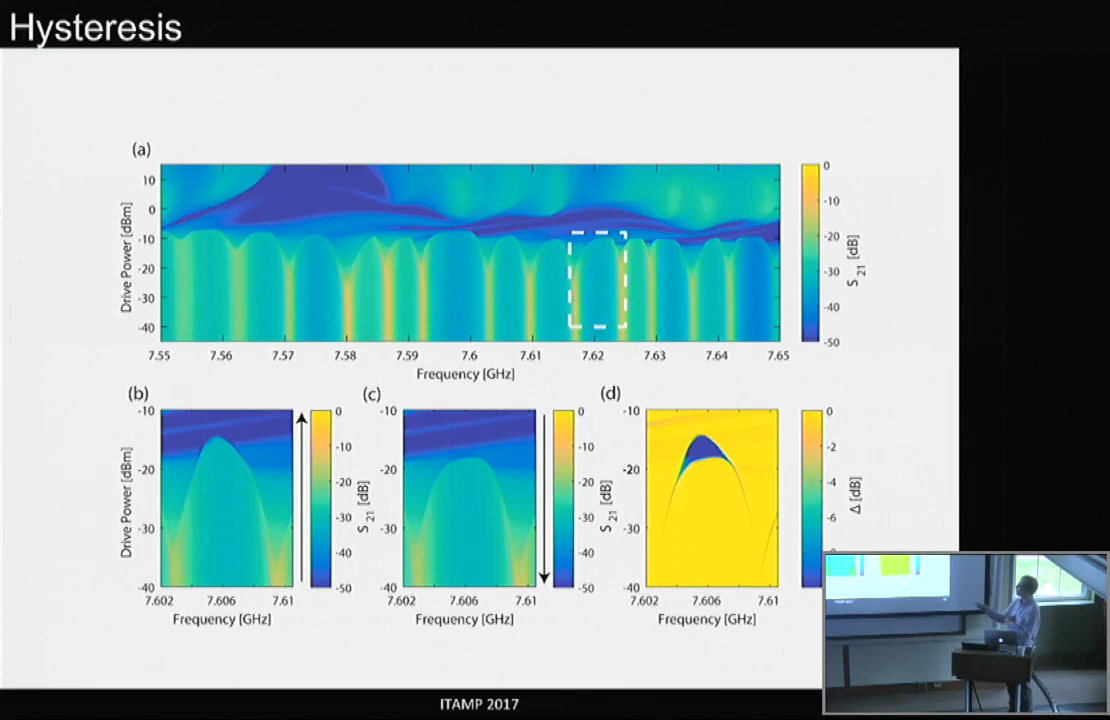 Hysteresis
(a)
Drive Power [dBm]
10
0
-10
-20
-30
-40
7.55 7.56 7.57 7.58 7.59 7.6 7.61 7.62 7.63 7.64 7.65
Frequency [GHz]
0
-10
-20
-30
-40
-50
S 21 [dB]
(b)
Drive Power [dBm]
-10
-20
-30
-40
7.602 7.606 7.61
Frequency [GHz]
0
-10
-20
-30
-40
-50
S 21 [dB]
(c)
-10
-20
-30
-40
7.602 7.606 7.61
Frequency [GHz]
0
-10
-20
-30
-40
-50
S 21 [dB]
(d)
-10
-20
-30
-40
7.602 7.606 7.61
Frequency [GHz]
0
-2
-4
-6
Δ [dB]
ITAMP 2017